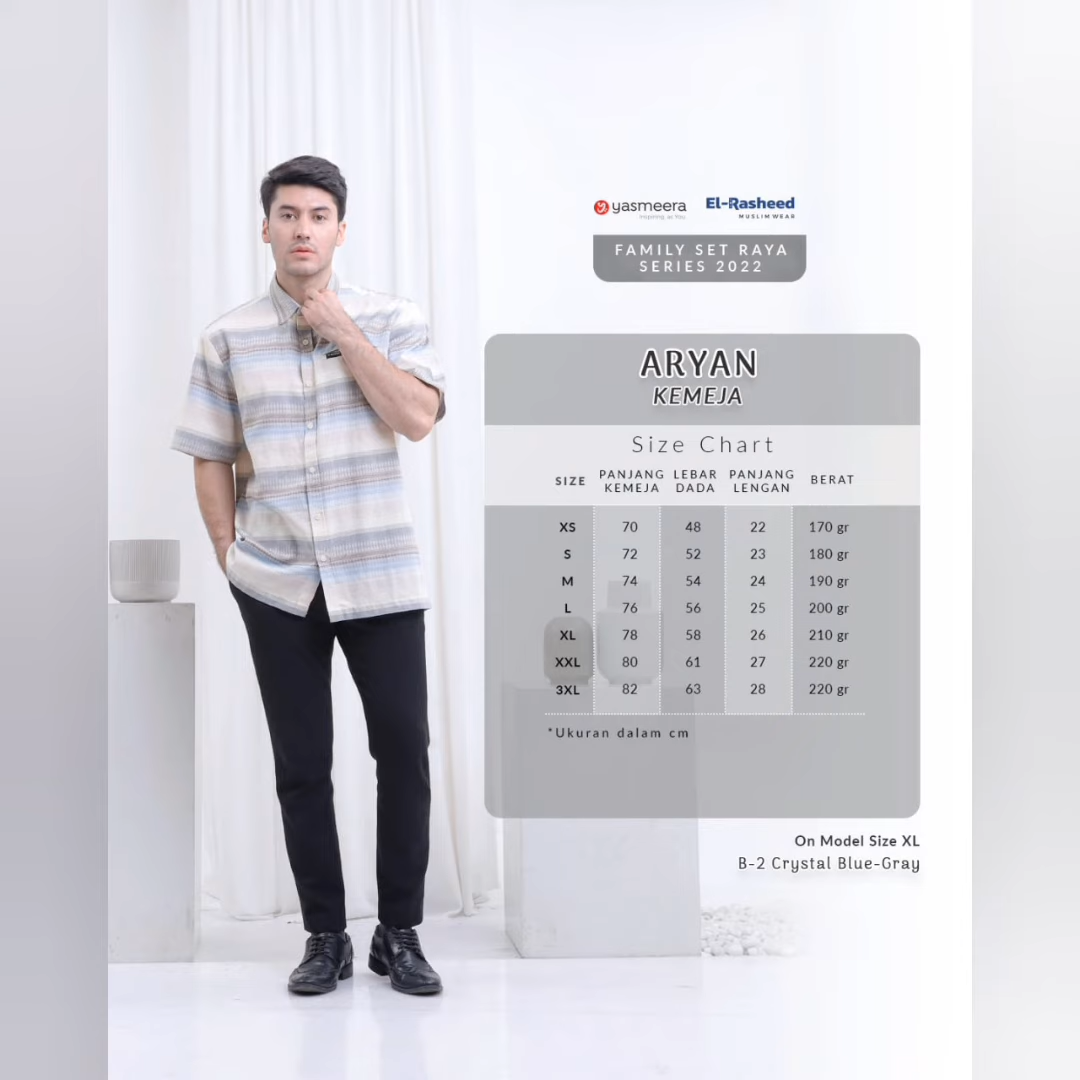 yasmeera
Inspiring as You
El-Rasheed
MUSLIM WEAR
FAMILY SET RAYA
SERIES 2022
ARYAN
KEMEJA
Size Chart
SIZE PANJANG KEMEJA LEBAR DADA PANJANG LENGAN BERAT
XS 70 48 22 170 gr
S 72 52 23 180 gr
M 74 54 24 190 gr
L 76 56 25 200 gr
XL 78 58 26 210 gr
XXL 80 61 27 220 gr
3XL 82 63 28 220 gr
*Ukuran dalam cm
On Model Size XL
B-2 Crystal Blue-Gray